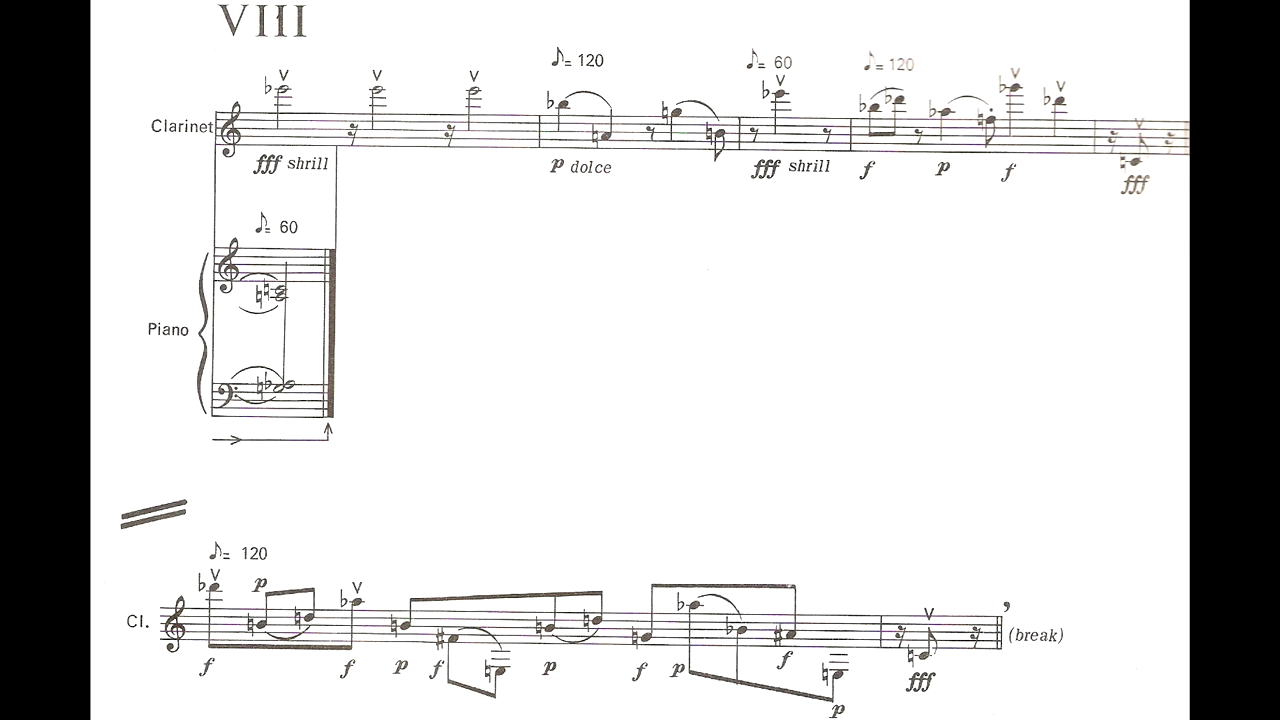 VIII
♪= 120 ♪= 60 ♪= 120
Clarinet
fff shrill p dolce fff shrill f p f fff
♪= 60
Piano
♪= 120
p
Cl.
(break)
f f p f p f p f fff
p